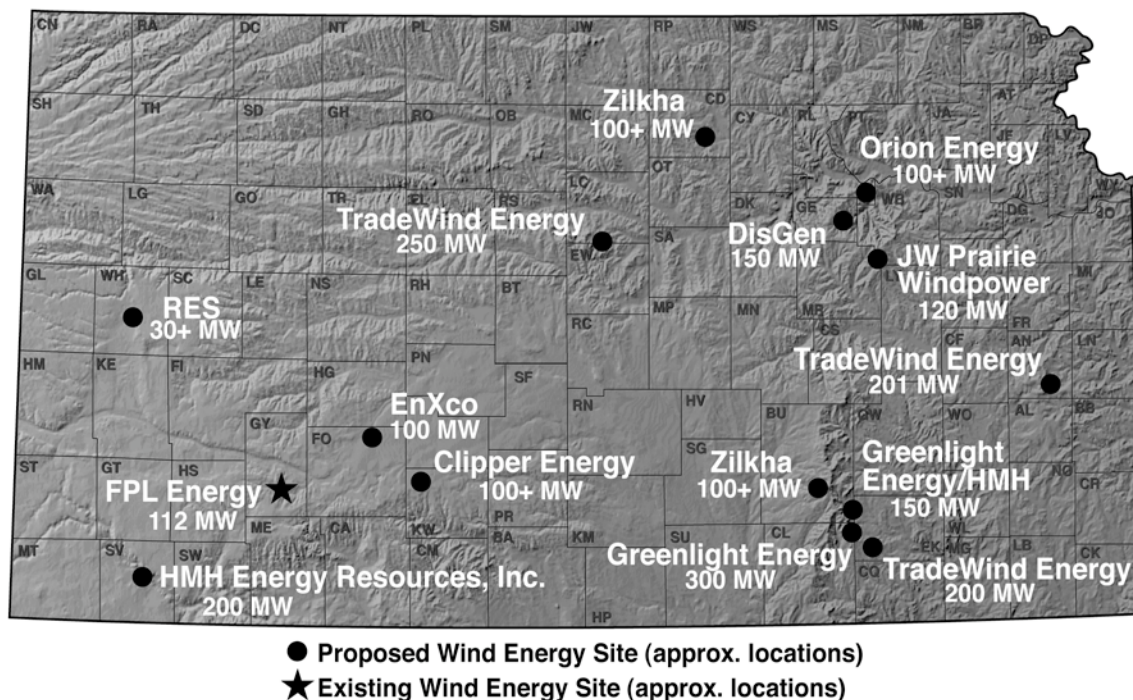 CN RA DC NT PL SM JW RP WS MS NM BR DP
SH TH SD GH RO OB MC CD CY RL PT JA AT
Zilkha
100+ MW
JF LV
Orion Energy
100+ MW
OT
WA LG GO TR EL RS LC DK GE WB SN DG WY JO
TradeWind Energy
250 MW
EW SA
DisGen
150 MW
JW Prairie
Windpower
120 MW
LY
GL WH SC LE NS RH BT MP MN MR MI
RES
30+ MW
RC CS FR
HM KE FI PN CF AN LN
TradeWind Energy
201 MW
HG SF
EnXco
100 MW
GY FO RN HV BU GW WO AL BB
SG
ST GT HS
FPL Energy
112 MW
Clipper Energy
100+ MW
Zilkha
100+ MW
Greenlight
Energy/HMH
150 MW
NO CR
ME CA KW PR BA KM SU CL EK WL MG
MT SV SW CM LB CK
Greenlight Energy
300 MW
CQ
TradeWind Energy
200 MW
HMH Energy Resources, Inc.
200 MW
HP
Proposed Wind Energy Site (approx. locations)
Existing Wind Energy Site (approx. locations)